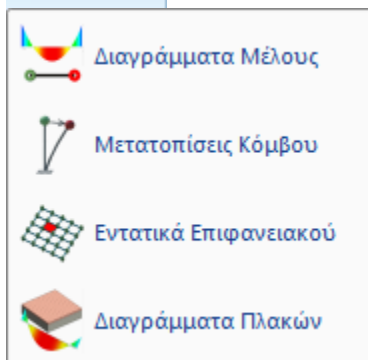 Διαγράμματα Μέλους
Μετατοπίσεις Κόμβου
Εντατικά Επιφανειακού
Διαγράμματα Πλακών